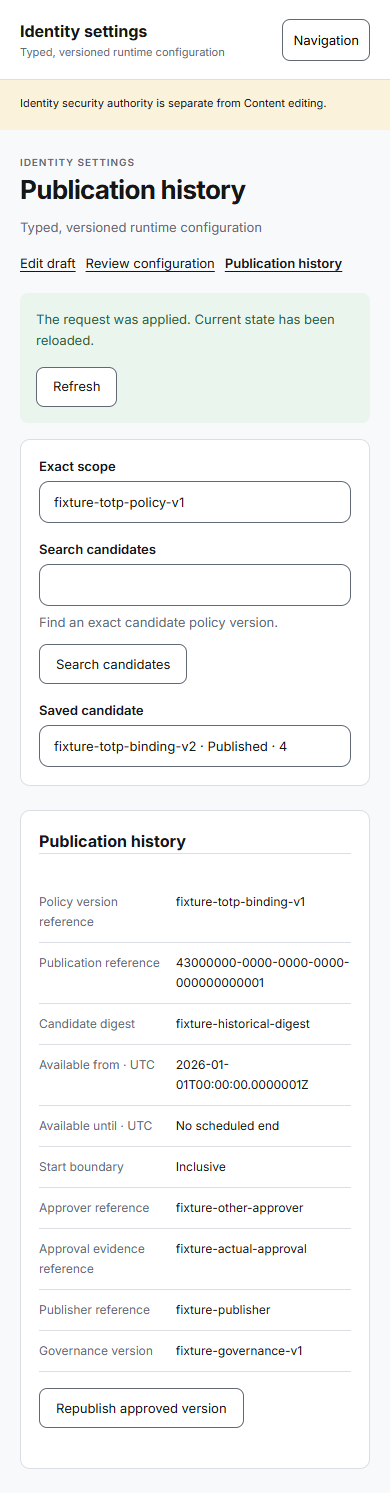 Identity settings
Typed, versioned runtime configuration
Navigation
Identity security authority is separate from Content editing.
IDENTITY SETTINGS
Publication history
Typed, versioned runtime configuration
Edit draft Review configuration Publication history
The request was applied. Current state has been
reloaded.
Refresh
Exact scope
fixture-totp-policy-v1
Search candidates
Find an exact candidate policy version.
Search candidates
Saved candidate
fixture-totp-binding-v2 · Published · 4
Publication history
Policy version
reference
fixture-totp-binding-v1
Publication reference
43000000-0000-0000-0000-
000000000001
Candidate digest
fixture-historical-digest
Available from · UTC
2026-01-
01T00:00:00.0000001Z
Available until · UTC
No scheduled end
Start boundary
Inclusive
Approver reference
fixture-other-approver
Approval evidence
reference
fixture-actual-approval
Publisher reference
fixture-publisher
Governance version
fixture-governance-v1
Republish approved version